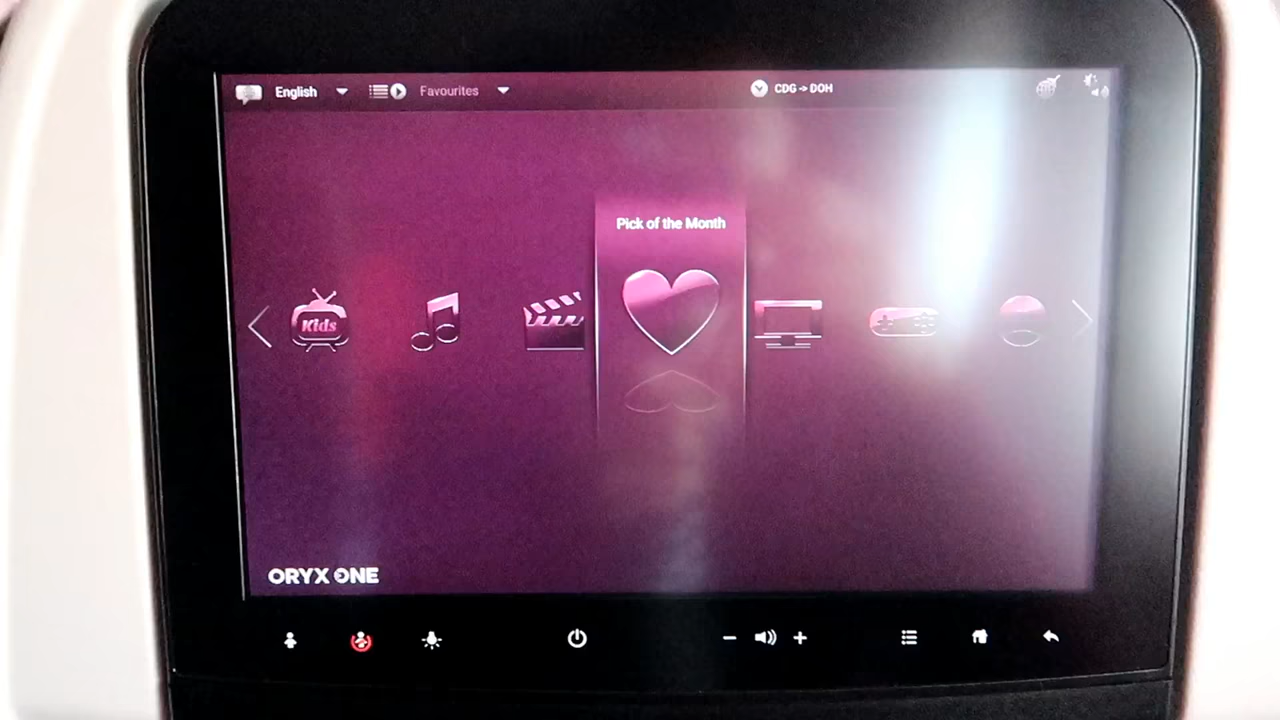 English
Favourites
CDG -> DOH
Pick of the Month
Kids
ORYX ONE